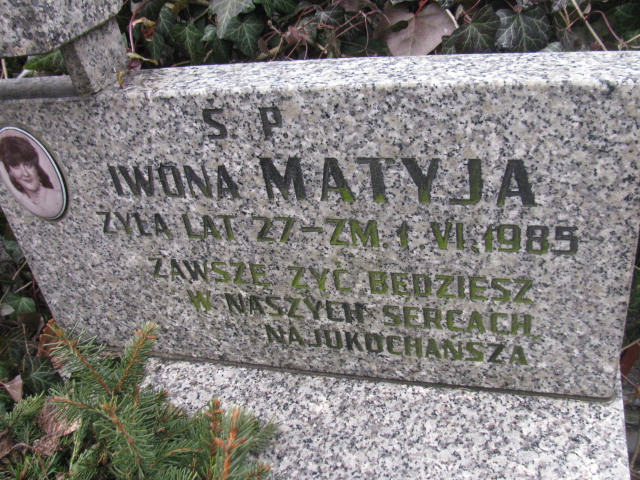 S P
IWONA MATYJA
ŻYŁA LAT 27 - ZM. 1. VI. 1985
ZAWSZE ŻYĆ BĘDZIESZ
W NASZYCH SERCACH
NAJUKOCHAŃSZA